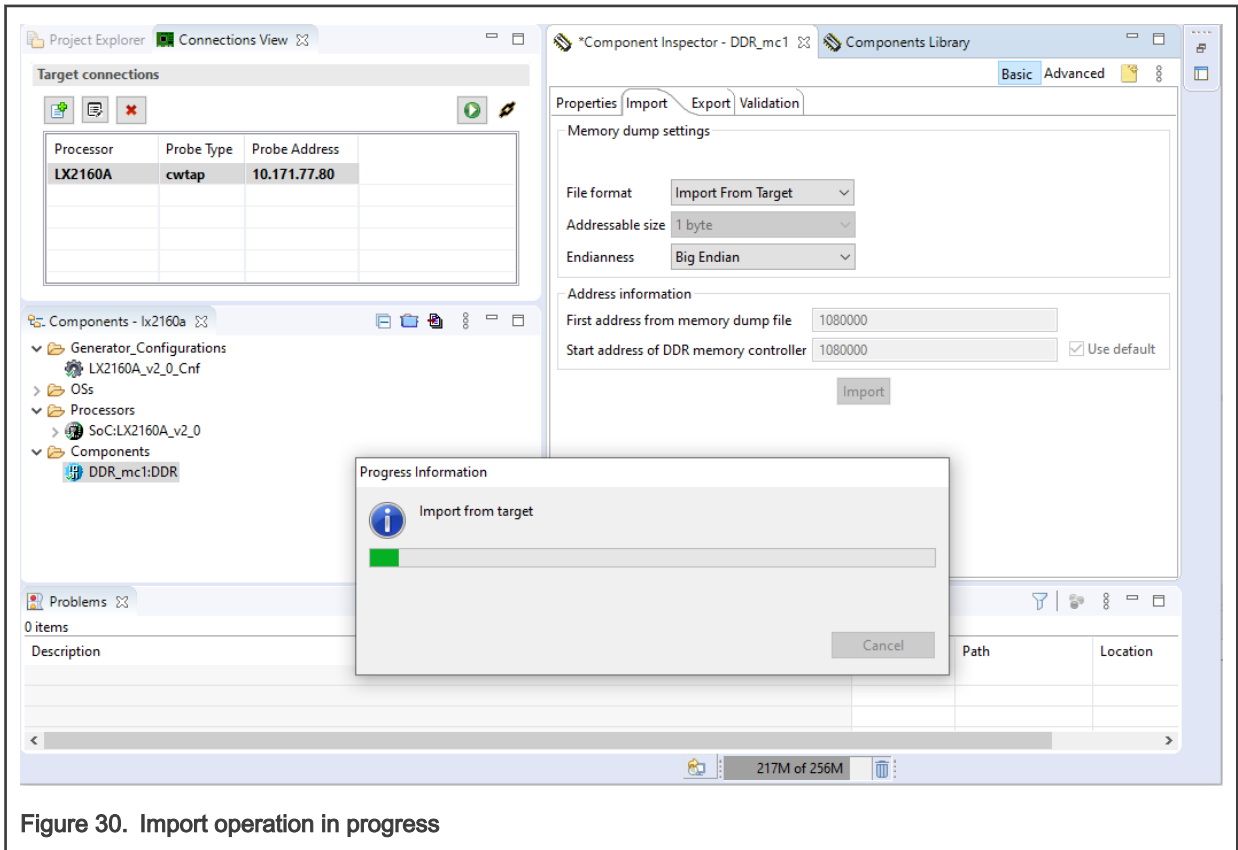 Project Explorer Connections View
Target connections
Processor Probe Type Probe Address
LX2160A cwtap 10.171.77.80
*Component Inspector - DDR_mc1 Components Library
Basic Advanced
Properties Import Export Validation
Memory dump settings
File format Import From Target
Addressable size 1 byte
Endianness Big Endian
Address information
First address from memory dump file 1080000
Start address of DDR memory controller 1080000 Use default
Import
Components - lx2160a
Generator_Configurations
LX2160A_v2_0_Cnf
OSs
Processors
SoC:LX2160A_v2_0
Components
DDR_mc1:DDR
Progress Information
Import from target
Cancel
Problems
0 items
Description Path Location
217M of 256M
Figure 30. Import operation in progress